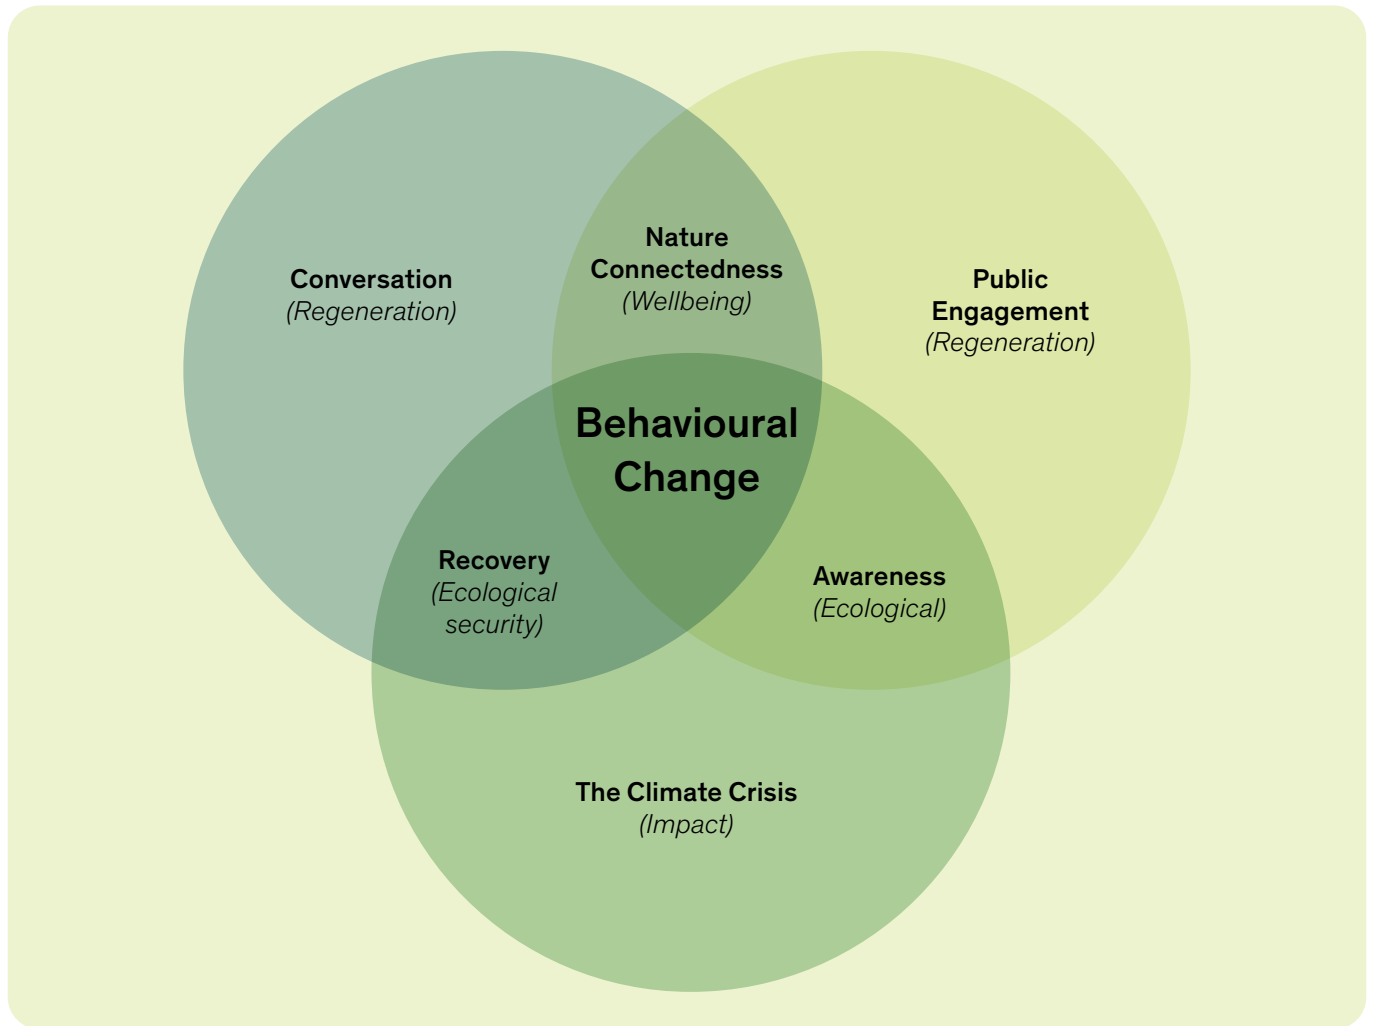 Conversation
(Regeneration)
Nature
Connectedness
(Wellbeing)
Public
Engagement
(Regeneration)
Behavioural
Change
Recovery
(Ecological
security)
Awareness
(Ecological)
The Climate Crisis
(Impact)